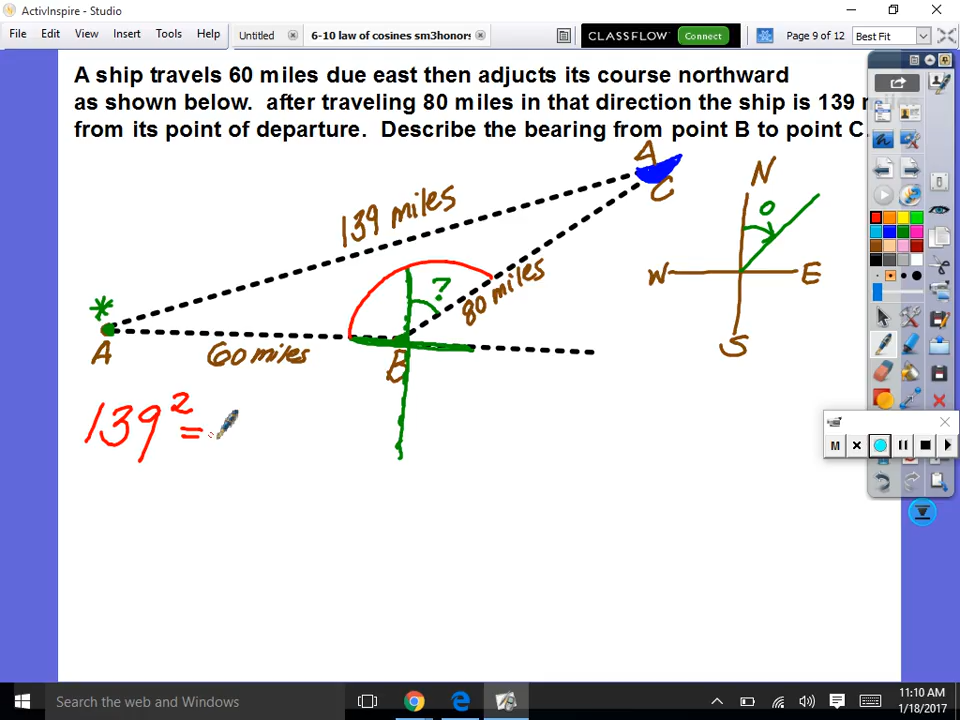 ActivInspire - Studio
File Edit View Insert Tools Help
Untitled
6-10 law of cosines sm3honors
CLASSFLOW Connect
Page 9 of 12
Best Fit
A ship travels 60 miles due east then adjucts its course northward
as shown below. after traveling 80 miles in that direction the ship is 139 m
from its point of departure. Describe the bearing from point B to point C.
A
C
N
139 miles
O
W
E
?
80 miles
S
*
A
60 miles
B
139² =
M
Search the web and Windows
11:10 AM
1/18/2017